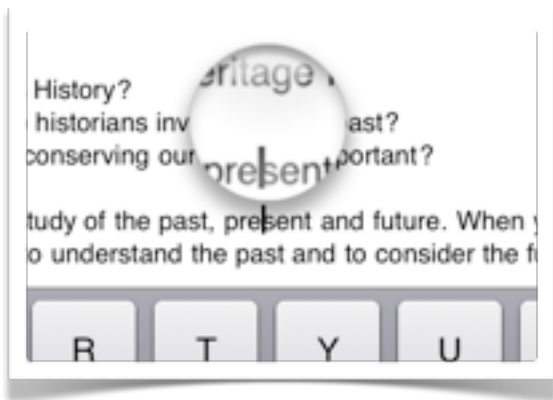 History?
historians inv ast?
conserving our portant?
eritage
present
tudy of the past, present and future. When
o understand the past and to consider the fu
R T Y U